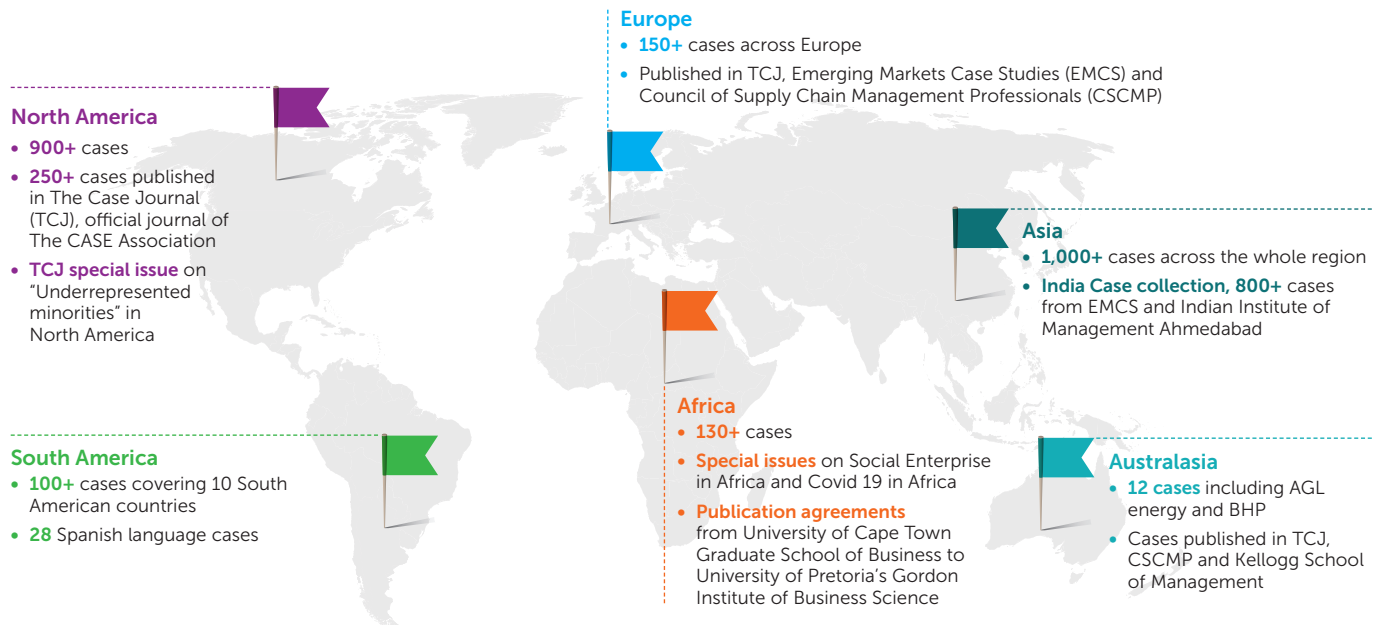 Europe
• 150+ cases across Europe
• Published in TCJ, Emerging Markets Case Studies (EMCS) and
Council of Supply Chain Management Professionals (CSCMP)
North America
• 900+ cases
• 250+ cases published
in The Case Journal
(TCJ), official journal of
The CASE Association
• TCJ special issue on
“Underrepresented
minorities” in
North America
Asia
• 1,000+ cases across the whole region
• India Case collection, 800+ cases
from EMCS and Indian Institute of
Management Ahmedabad
Africa
• 130+ cases
• Special issues on Social Enterprise
in Africa and Covid 19 in Africa
• Publication agreements
from University of Cape Town
Graduate School of Business to
University of Pretoria’s Gordon
Institute of Business Science
South America
• 100+ cases covering 10 South
American countries
• 28 Spanish language cases
Australasia
• 12 cases including AGL
energy and BHP
• Cases published in TCJ,
CSCMP and Kellogg School
of Management